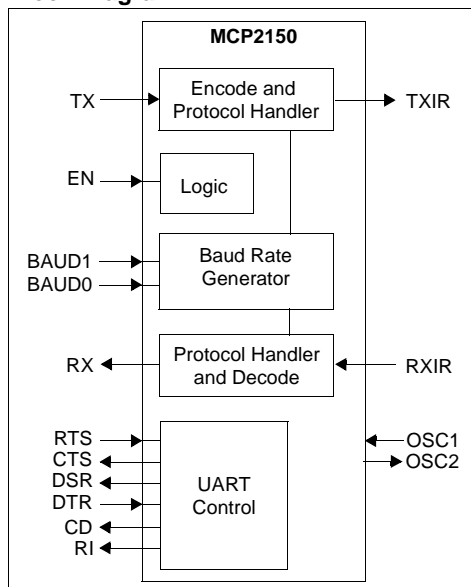 MCP2150
TX
Encode and
Protocol Handler
TXIR
EN
Logic
BAUD1
BAUD0
Baud Rate
Generator
RX
Protocol Handler
and Decode
RXIR
RTS
CTS
DSR
DTR
CD
RI
UART
Control
OSC1
OSC2